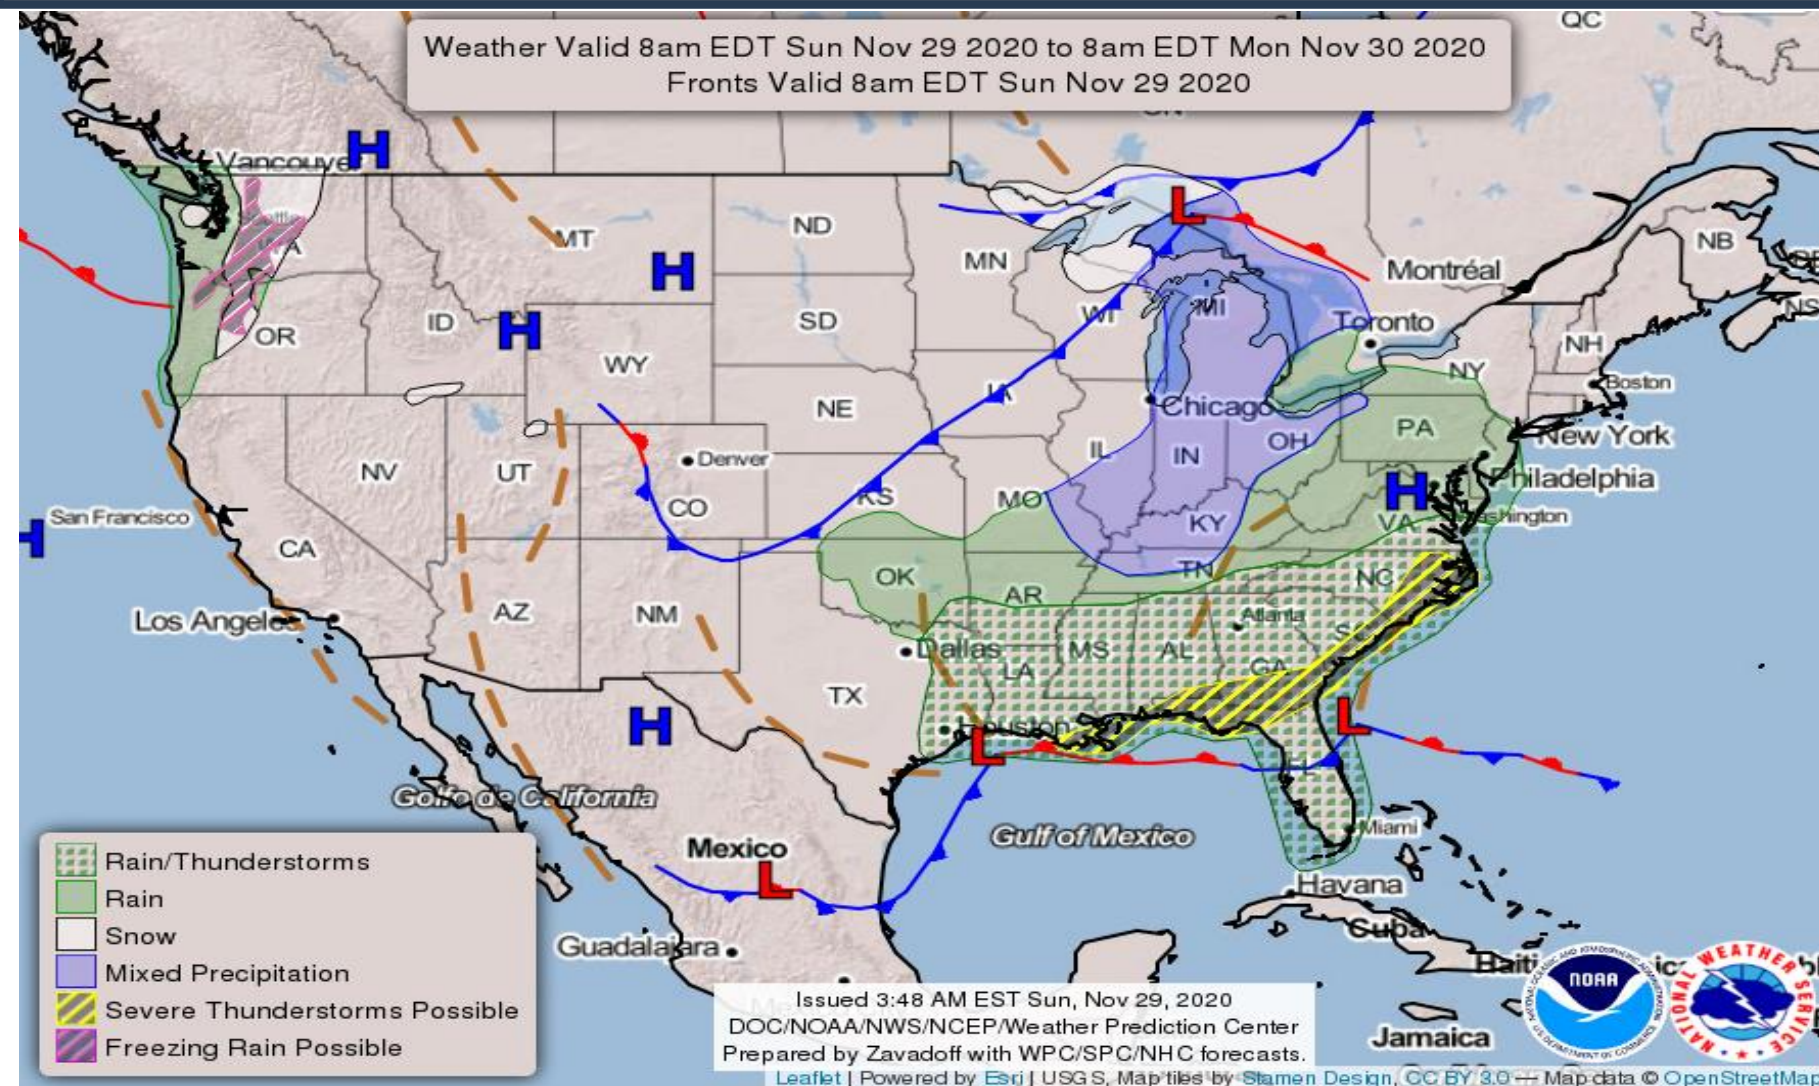 Weather Valid 8am EDT Sun Nov 29 2020 to 8am EDT Mon Nov 30 2020
Fronts Valid 8am EDT Sun Nov 29 2020
QC
Vancouver
H
L
ND
MT
MN
NB
WA
H
Montréal
NS
H
ID
SD
WI
MI
Toronto
OR
NH
WY
NY
IA
Boston
NE
Chicago
PA
New York
OH
IL
IN
Denver
NV
UT
Philadelphia
H
KS
MO
CO
San Francisco
KY
VA
Washington
H
CA
TN
OK
NC
AR
AZ
NM
Atlanta
Los Angeles
Dallas
MS
AL
GA
LA
TX
Houston
H
L
L
FL
Golfo de California
Gulf of Mexico
Miami
Mexico
L
Havana
Cuba
Guadalajara
Haiti
Jamaica
Rain/Thunderstorms
Rain
Snow
Mixed Precipitation
Severe Thunderstorms Possible
Freezing Rain Possible
Issued 3:48 AM EST Sun, Nov 29, 2020
DOC/NOAA/NWS/NCEP/Weather Prediction Center
Prepared by Zavadoff with WPC/SPC/NHC forecasts.
Leaflet | Powered by Esri | USGS, Map tiles by Stamen Design, CC BY 3.0 — Map data © OpenStreetMap
NOAA
NATIONAL WEATHER SERVICE